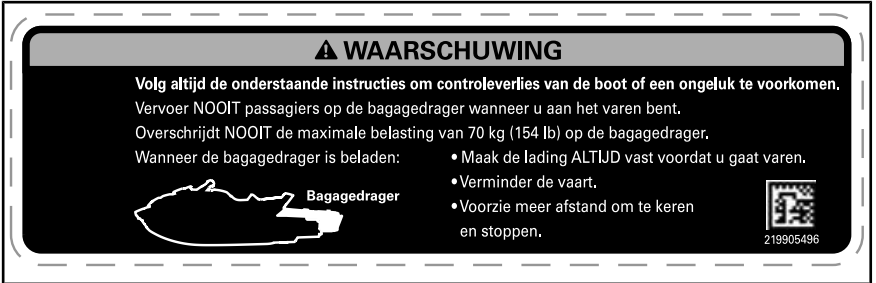 WAARSCHUWING
Volg altijd de onderstaande instructies om controleverlies van de boot of een ongeluk te voorkomen.
Vervoer NOOIT passagiers op de bagagedrager wanneer u aan het varen bent.
Overschrijdt NOOIT de maximale belasting van 70 kg (154 lb) op de bagagedrager.
Wanneer de bagagedrager is beladen:
• Maak de lading ALTIJD vast voordat u gaat varen.
• Verminder de vaart.
• Voorzie meer afstand om te keren
en stoppen.
Bagagedrager
219905496